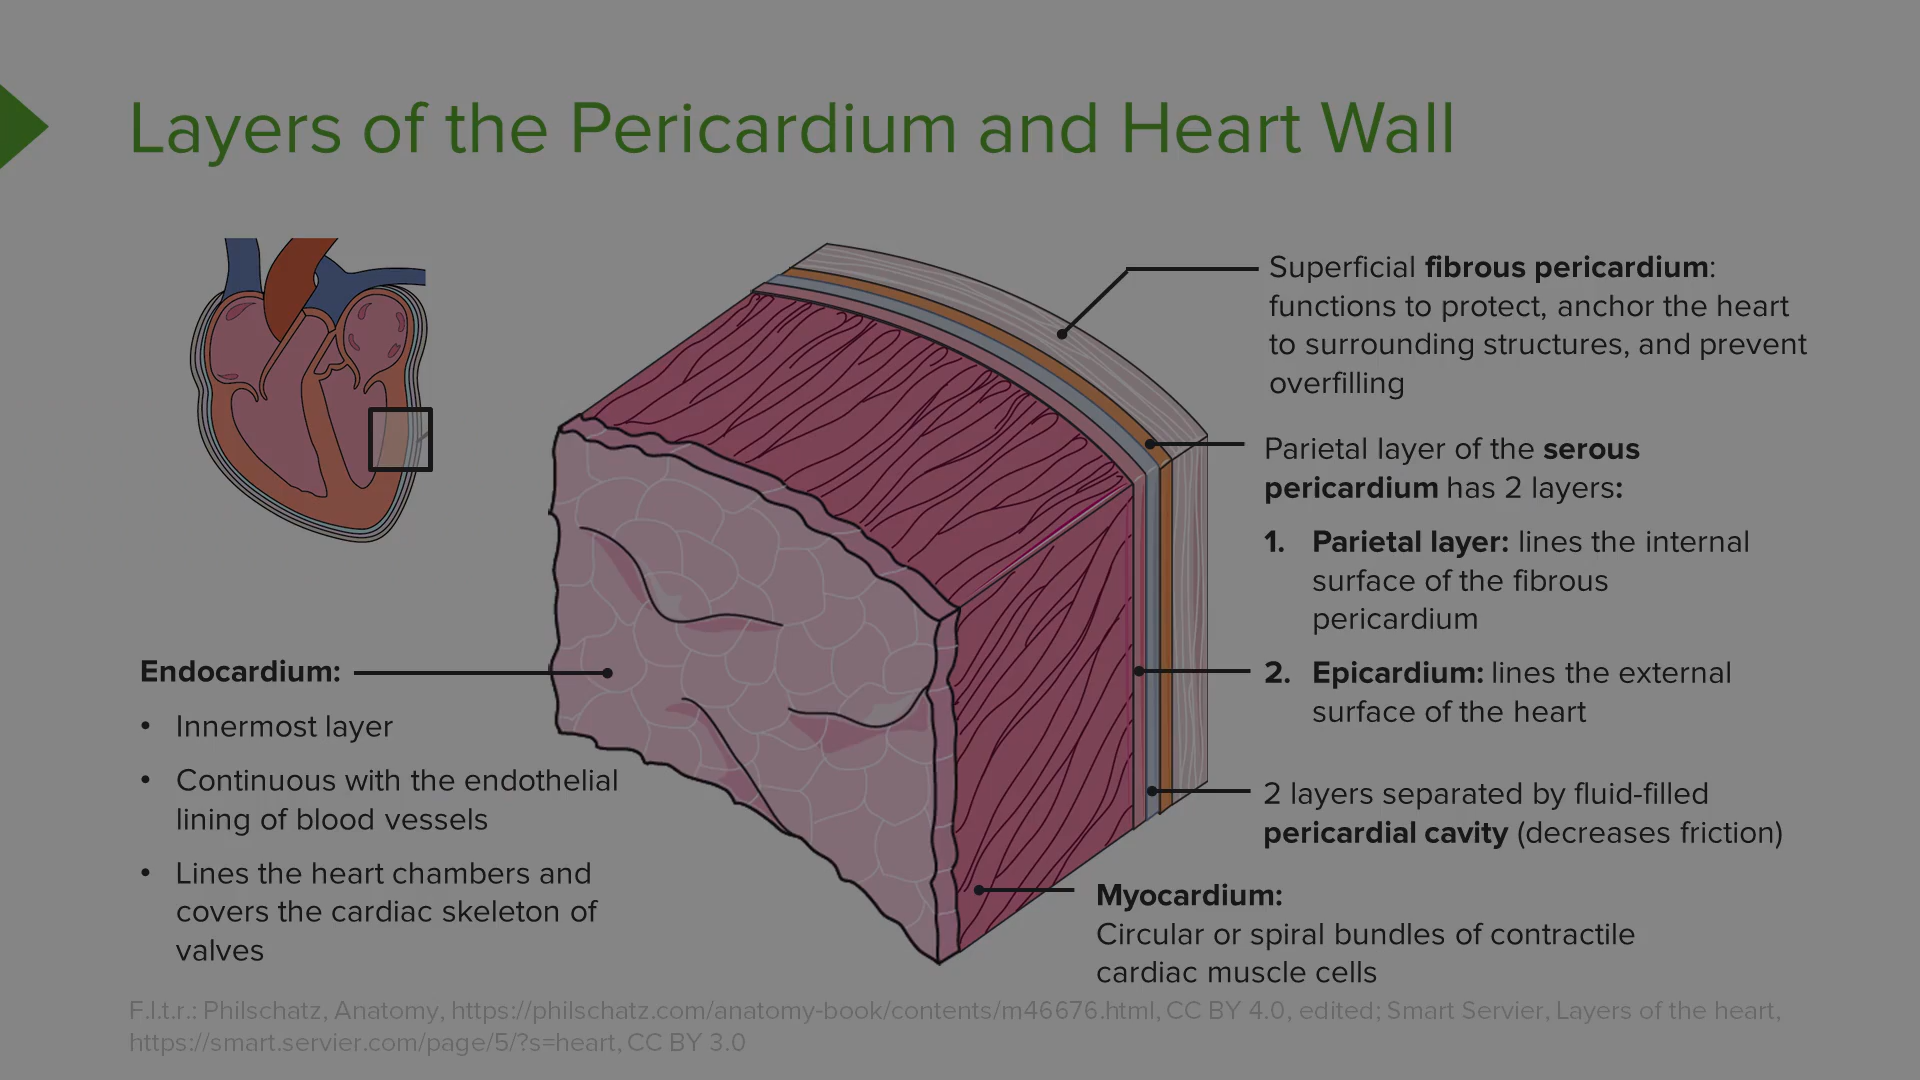 Layers of the Pericardium and Heart Wall
Superficial fibrous pericardium:
functions to protect, anchor the heart
to surrounding structures, and prevent
overfilling
Parietal layer of the serous
pericardium has 2 layers:
1. Parietal layer: lines the internal
surface of the fibrous
pericardium
2. Epicardium: lines the external
surface of the heart
2 layers separated by fluid-filled
pericardial cavity (decreases friction)
Myocardium:
Circular or spiral bundles of contractile
cardiac muscle cells
Endocardium:
• Innermost layer
• Continuous with the endothelial
lining of blood vessels
• Lines the heart chambers and
covers the cardiac skeleton of
valves
F.l.t.r.: Philschatz, Anatomy, https://philschatz.com/anatomy-book/contents/m46676.html, CC BY 4.0, edited; Smart Servier, Layers of the heart,
https://smart.servier.com/page/5/?s=heart, CC BY 3.0